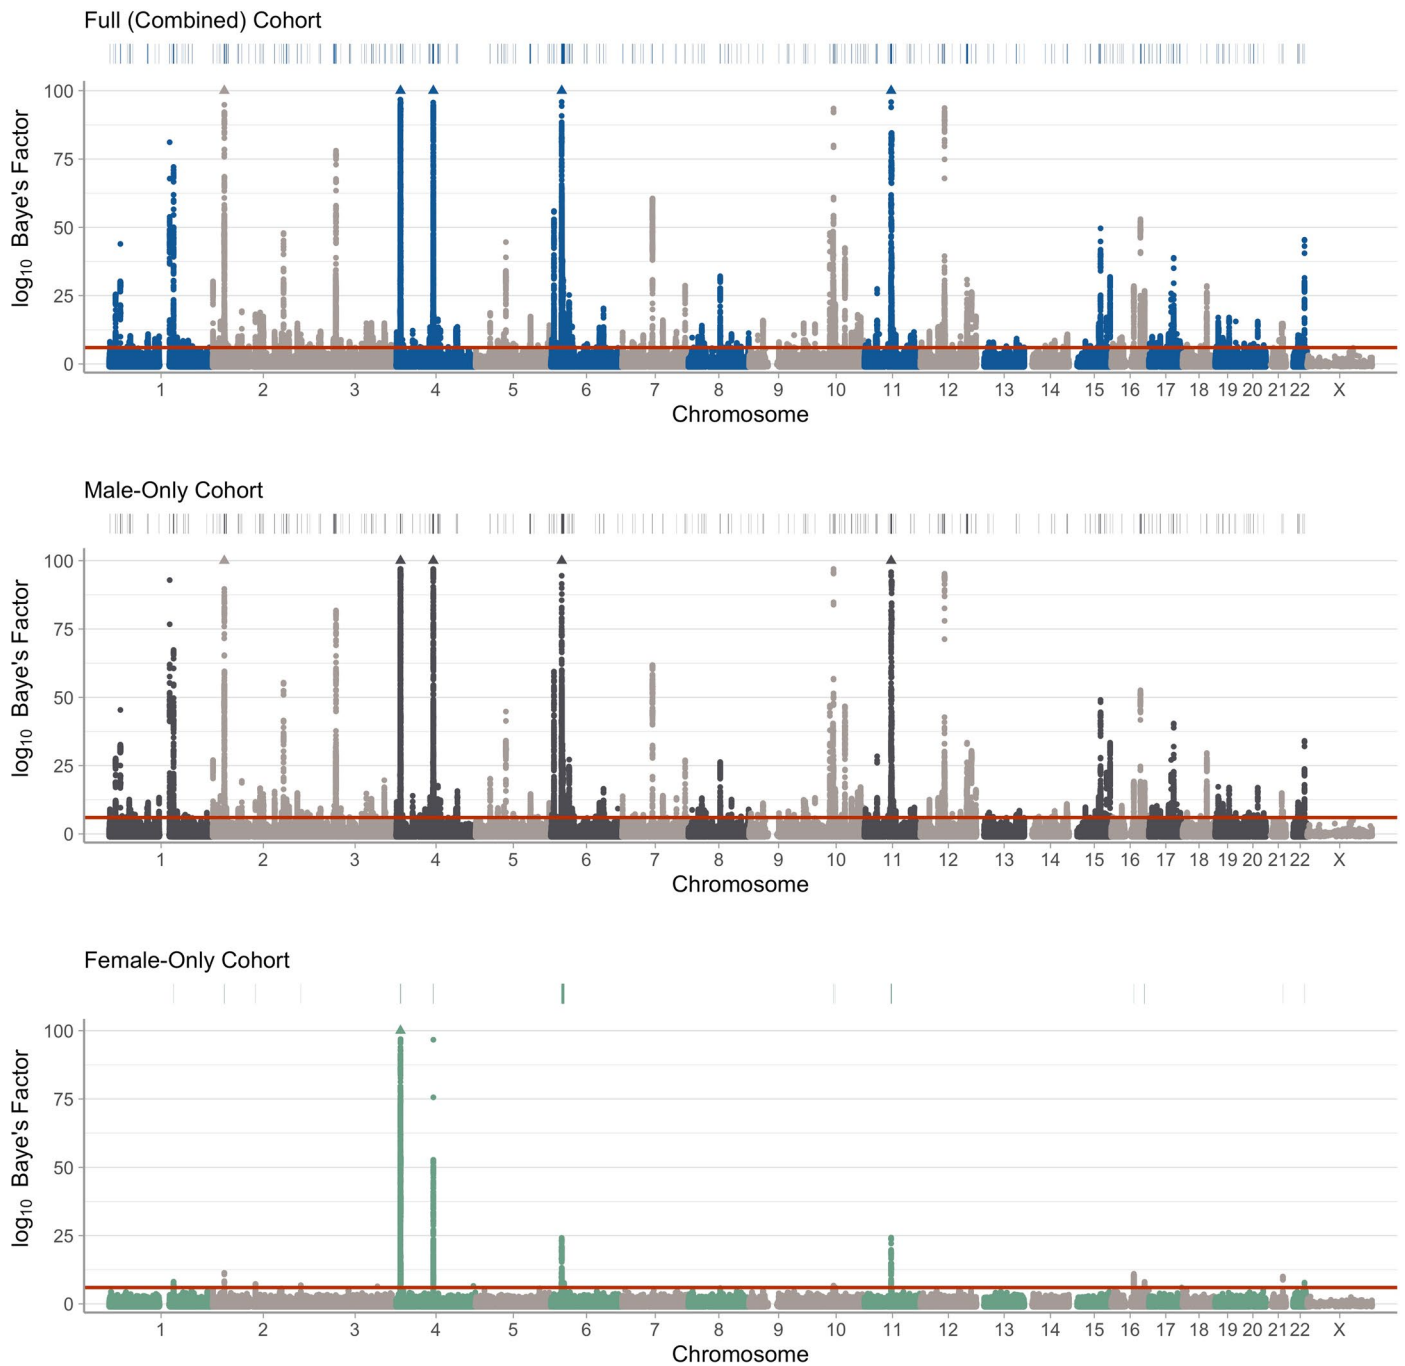 Full (Combined) Cohort
100
75
50
25
0
log10 Baye's Factor
1 2 3 4 5 6 7 8 9 10 11 12 13 14 15 16 17 18 19 20 21 22 X
Chromosome
Male-Only Cohort
100
75
50
25
0
log10 Baye's Factor
1 2 3 4 5 6 7 8 9 10 11 12 13 14 15 16 17 18 19 20 21 22 X
Chromosome
Female-Only Cohort
100
75
50
25
0
log10 Baye's Factor
1 2 3 4 5 6 7 8 9 10 11 12 13 14 15 16 17 18 19 20 21 22 X
Chromosome